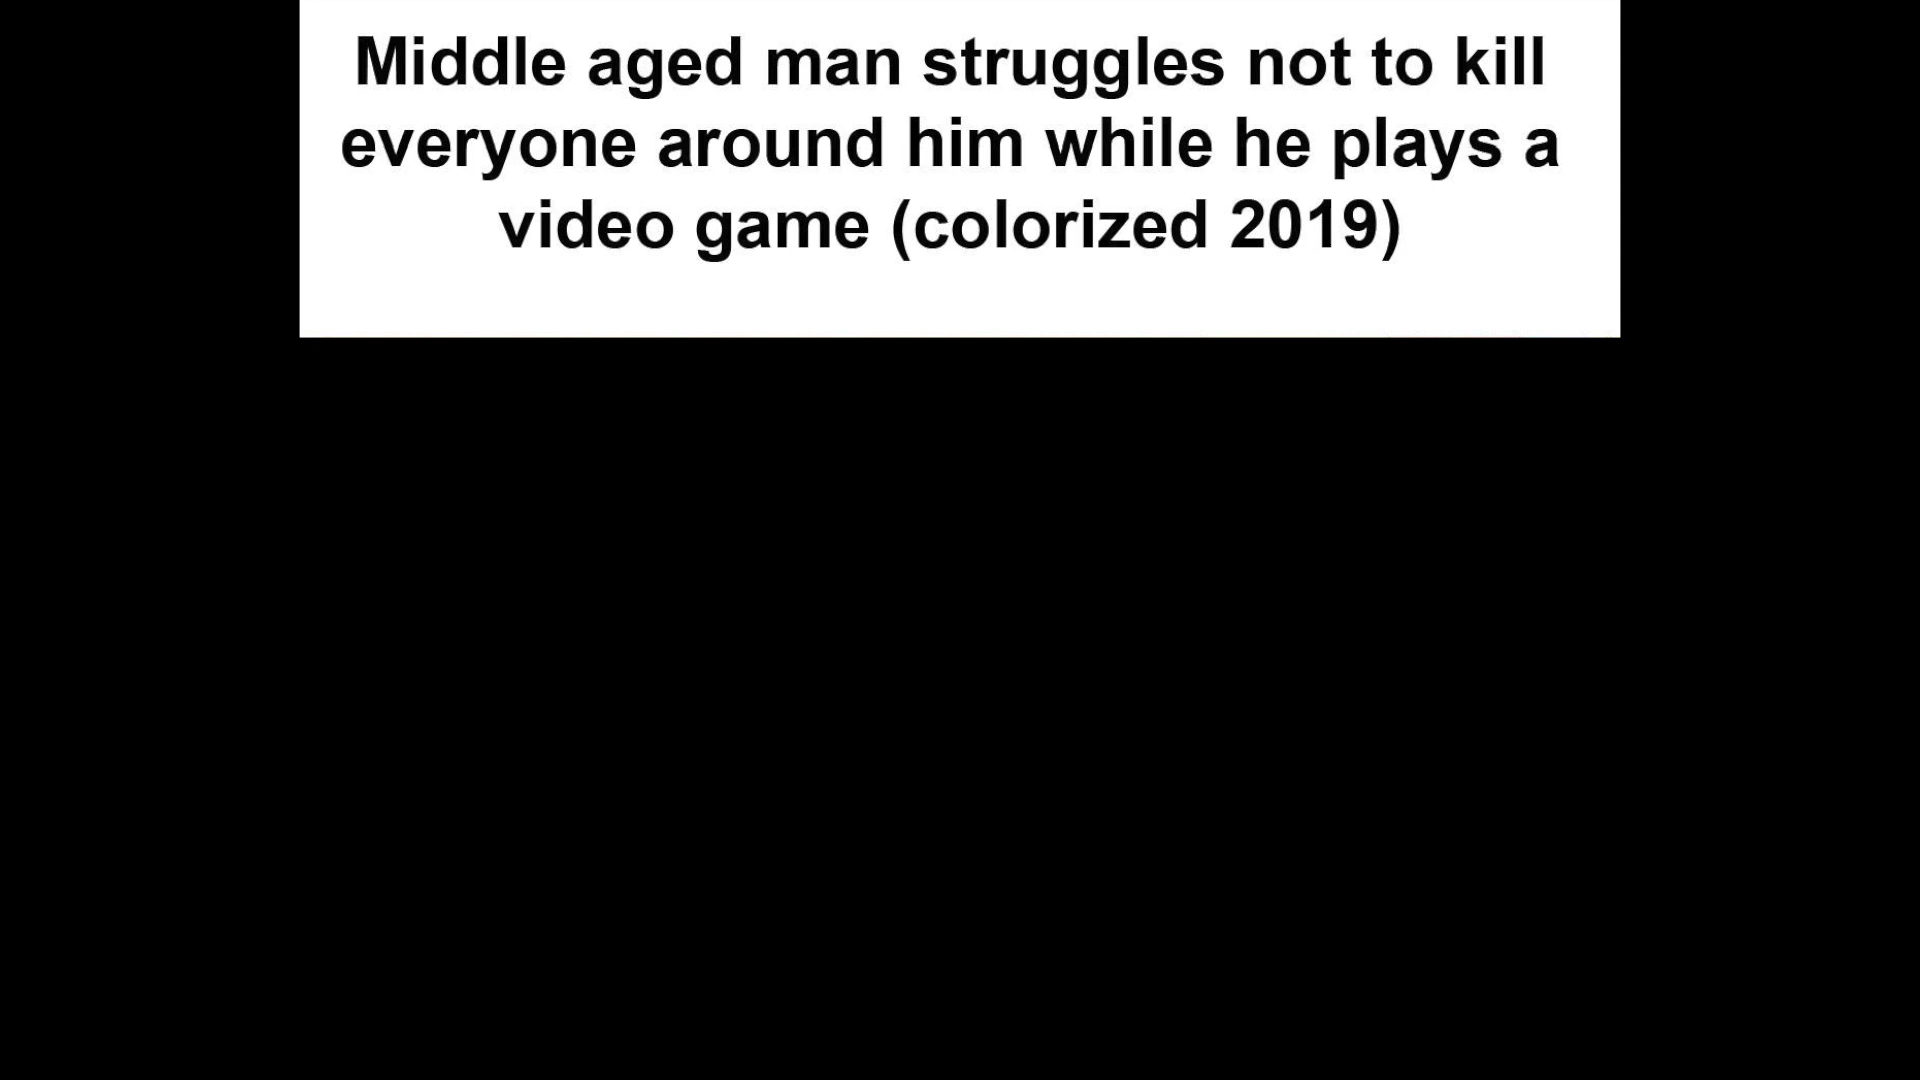 Middle aged man struggles not to kill
everyone around him while he plays a
video game (colorized 2019)